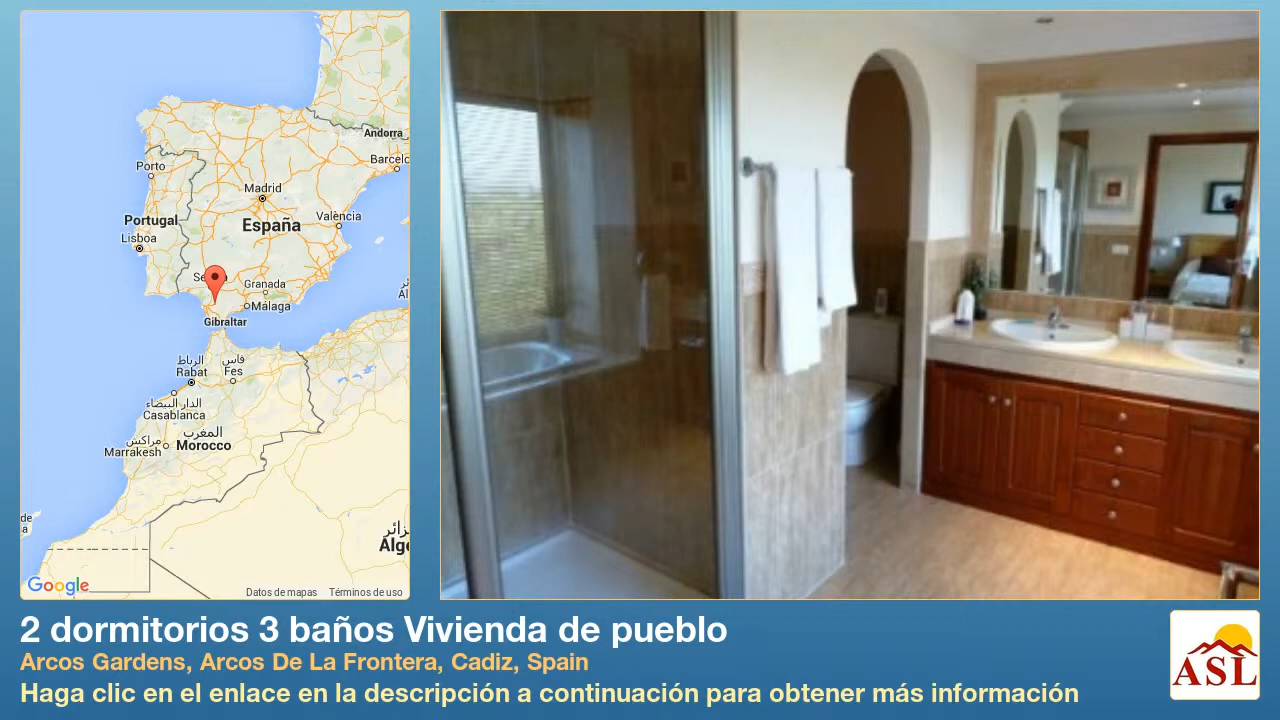 Andorra
Porto
Barcelo
Madrid
Portugal
España
València
Lisboa
Granada
Málaga
Gibraltar
الرباط
Rabat
فاس
Fes
الدار البيضاء
Casablanca
مراكش
Marrakesh
المغرب
Morocco
de
a
Google
Datos de mapas
Términos de uso
2 dormitorios 3 baños Vivienda de pueblo
Arcos Gardens, Arcos De La Frontera, Cadiz, Spain
Haga clic en el enlace en la descripción a continuación para obtener más información
ASL